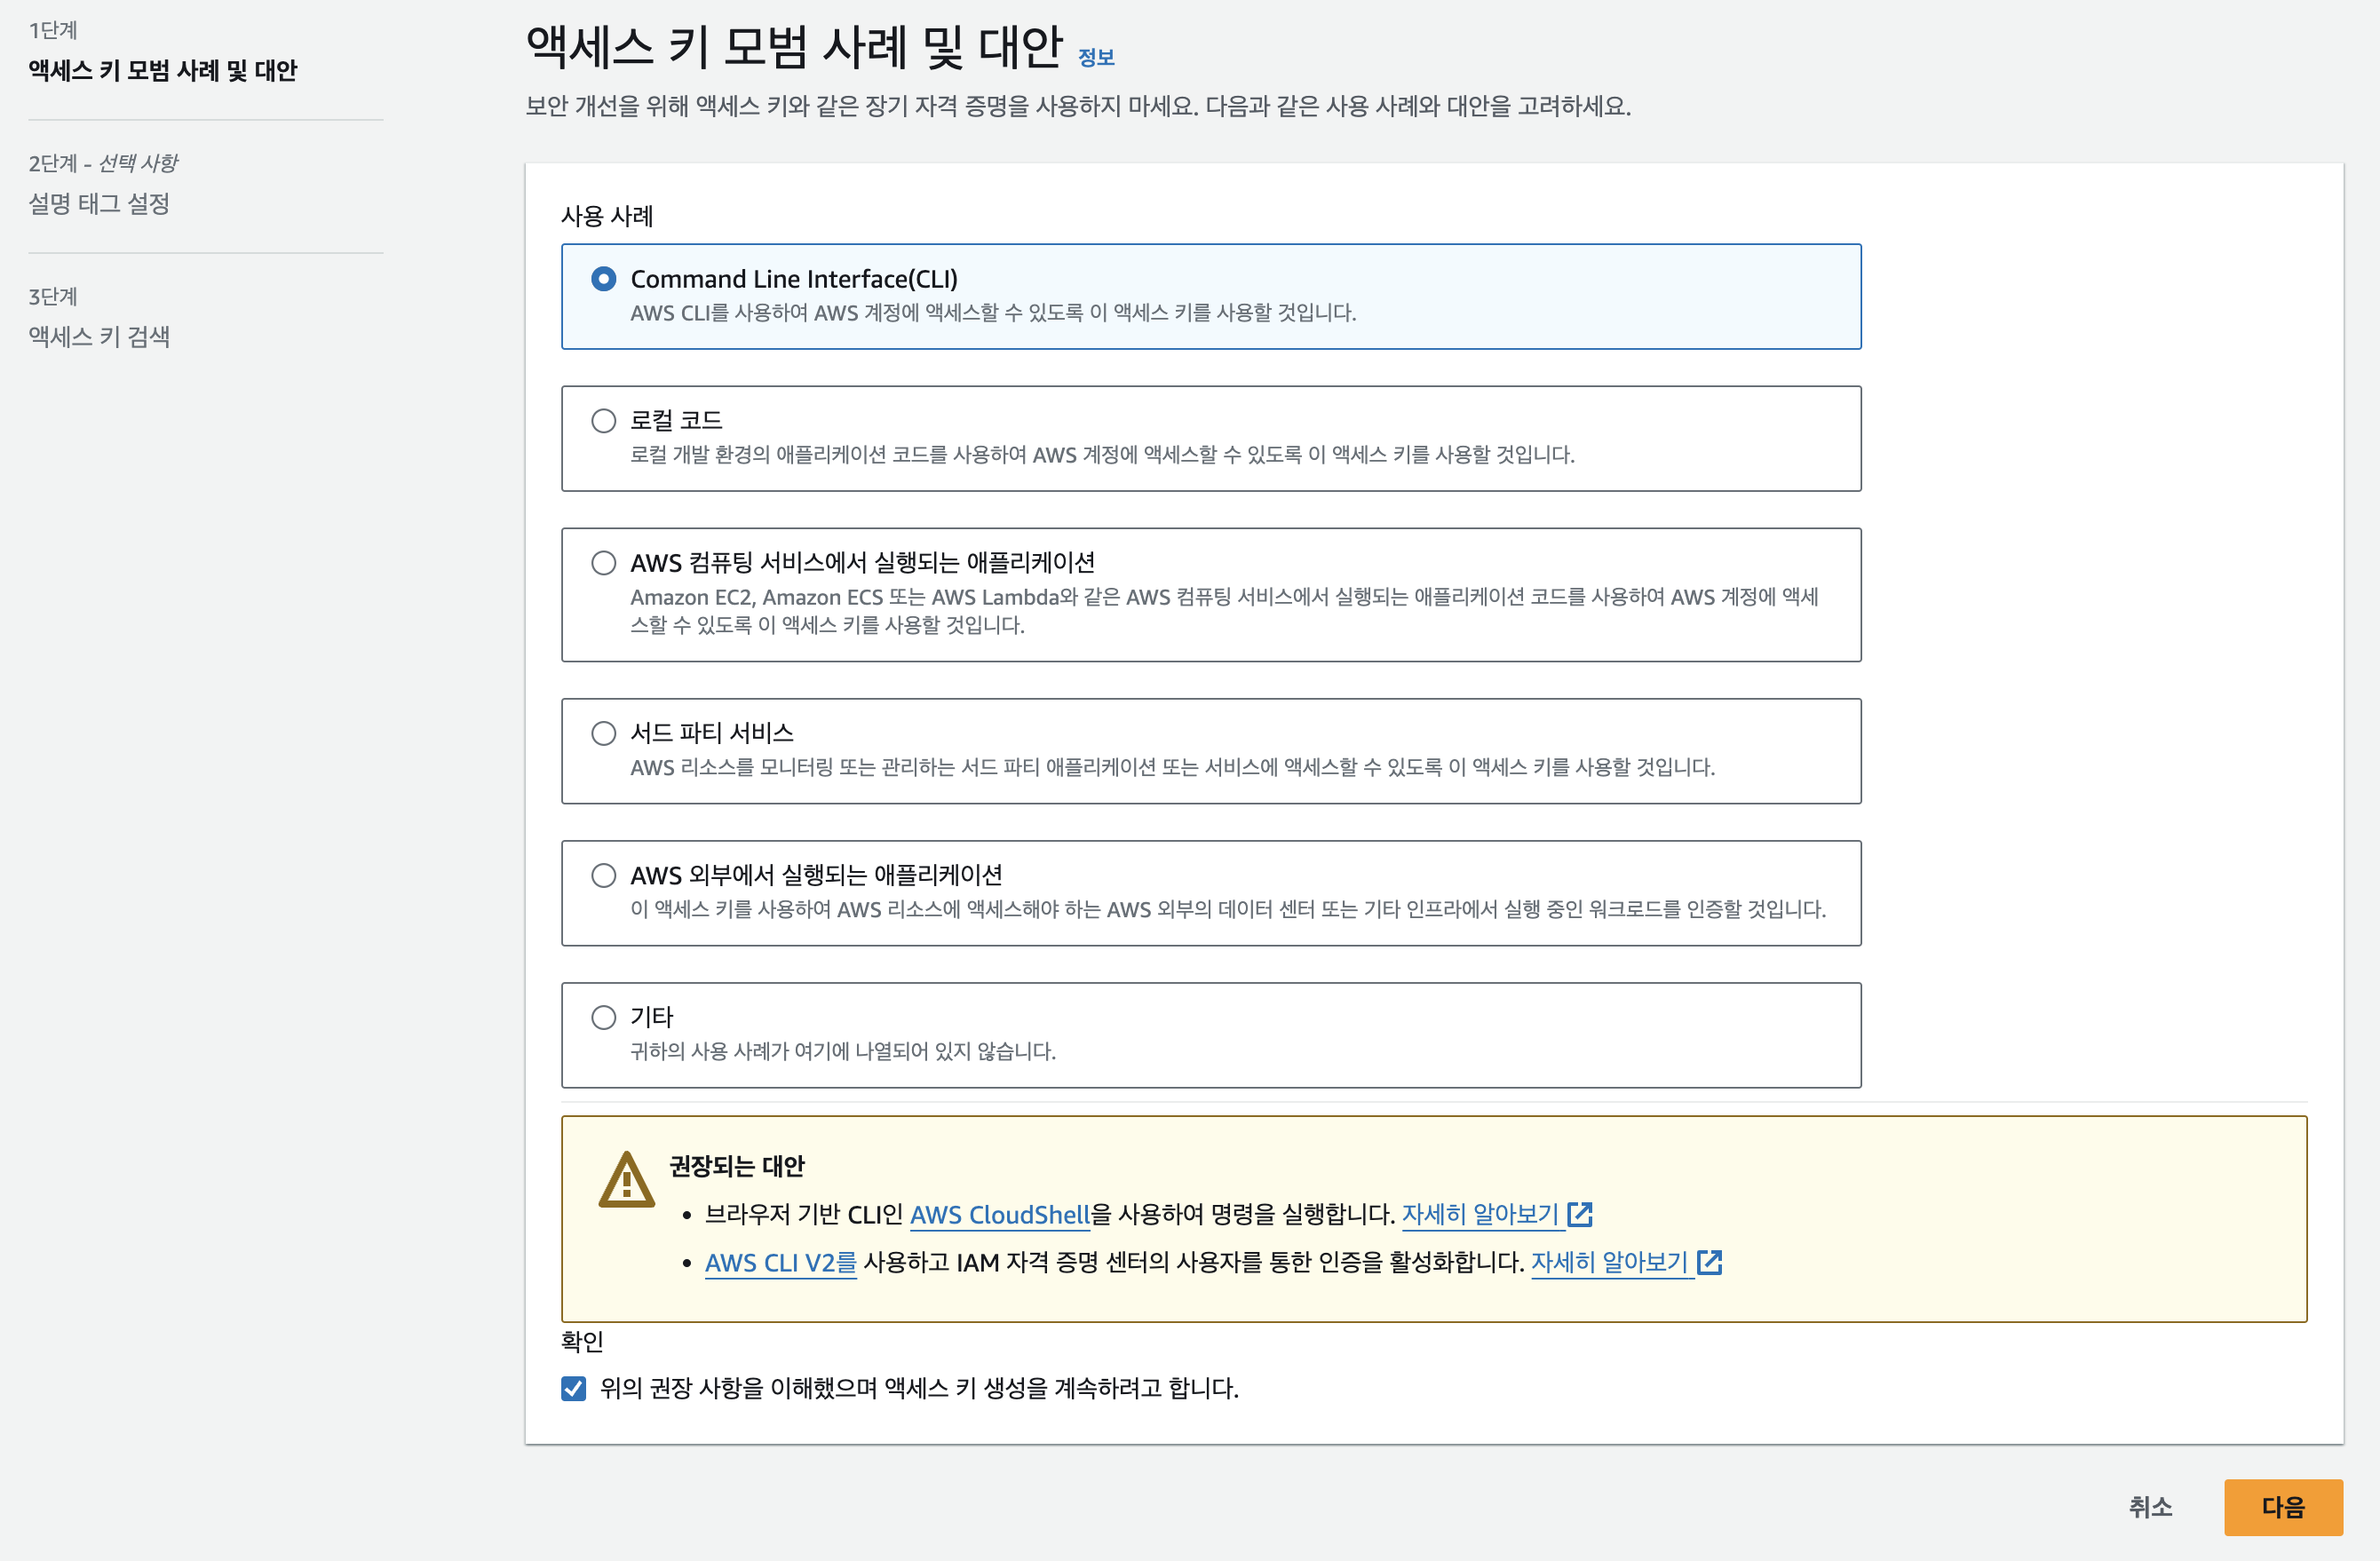 1단계
액세스 키 모범 사례 및 대안
2단계 - 선택 사항
설명 태그 설정
3단계
액세스 키 검색
액세스 키 모범 사례 및 대안 정보
보안 개선을 위해 액세스 키와 같은 장기 자격 증명을 사용하지 마세요. 다음과 같은 사용 사례와 대안을 고려하세요.
사용 사례
Command Line Interface(CLI)
AWS CLI를 사용하여 AWS 계정에 액세스할 수 있도록 이 액세스 키를 사용할 것입니다.
로컬 코드
로컬 개발 환경의 애플리케이션 코드를 사용하여 AWS 계정에 액세스할 수 있도록 이 액세스 키를 사용할 것입니다.
AWS 컴퓨팅 서비스에서 실행되는 애플리케이션
Amazon EC2, Amazon ECS 또는 AWS Lambda와 같은 AWS 컴퓨팅 서비스에서 실행되는 애플리케이션 코드를 사용하여 AWS 계정에 액세
스할 수 있도록 이 액세스 키를 사용할 것입니다.
서드 파티 서비스
AWS 리소스를 모니터링 또는 관리하는 서드 파티 애플리케이션 또는 서비스에 액세스할 수 있도록 이 액세스 키를 사용할 것입니다.
AWS 외부에서 실행되는 애플리케이션
이 액세스 키를 사용하여 AWS 리소스에 액세스해야 하는 AWS 외부의 데이터 센터 또는 기타 인프라에서 실행 중인 워크로드를 인증할 것입니다.
기타
귀하의 사용 사례가 여기에 나열되어 있지 않습니다.
권장되는 대안
• 브라우저 기반 CLI인 AWS CloudShell을 사용하여 명령을 실행합니다. 자세히 알아보기
• AWS CLI V2를 사용하고 IAM 자격 증명 센터의 사용자를 통한 인증을 활성화합니다. 자세히 알아보기
확인
위의 권장 사항을 이해했으며 액세스 키 생성을 계속하려고 합니다.
취소
다음